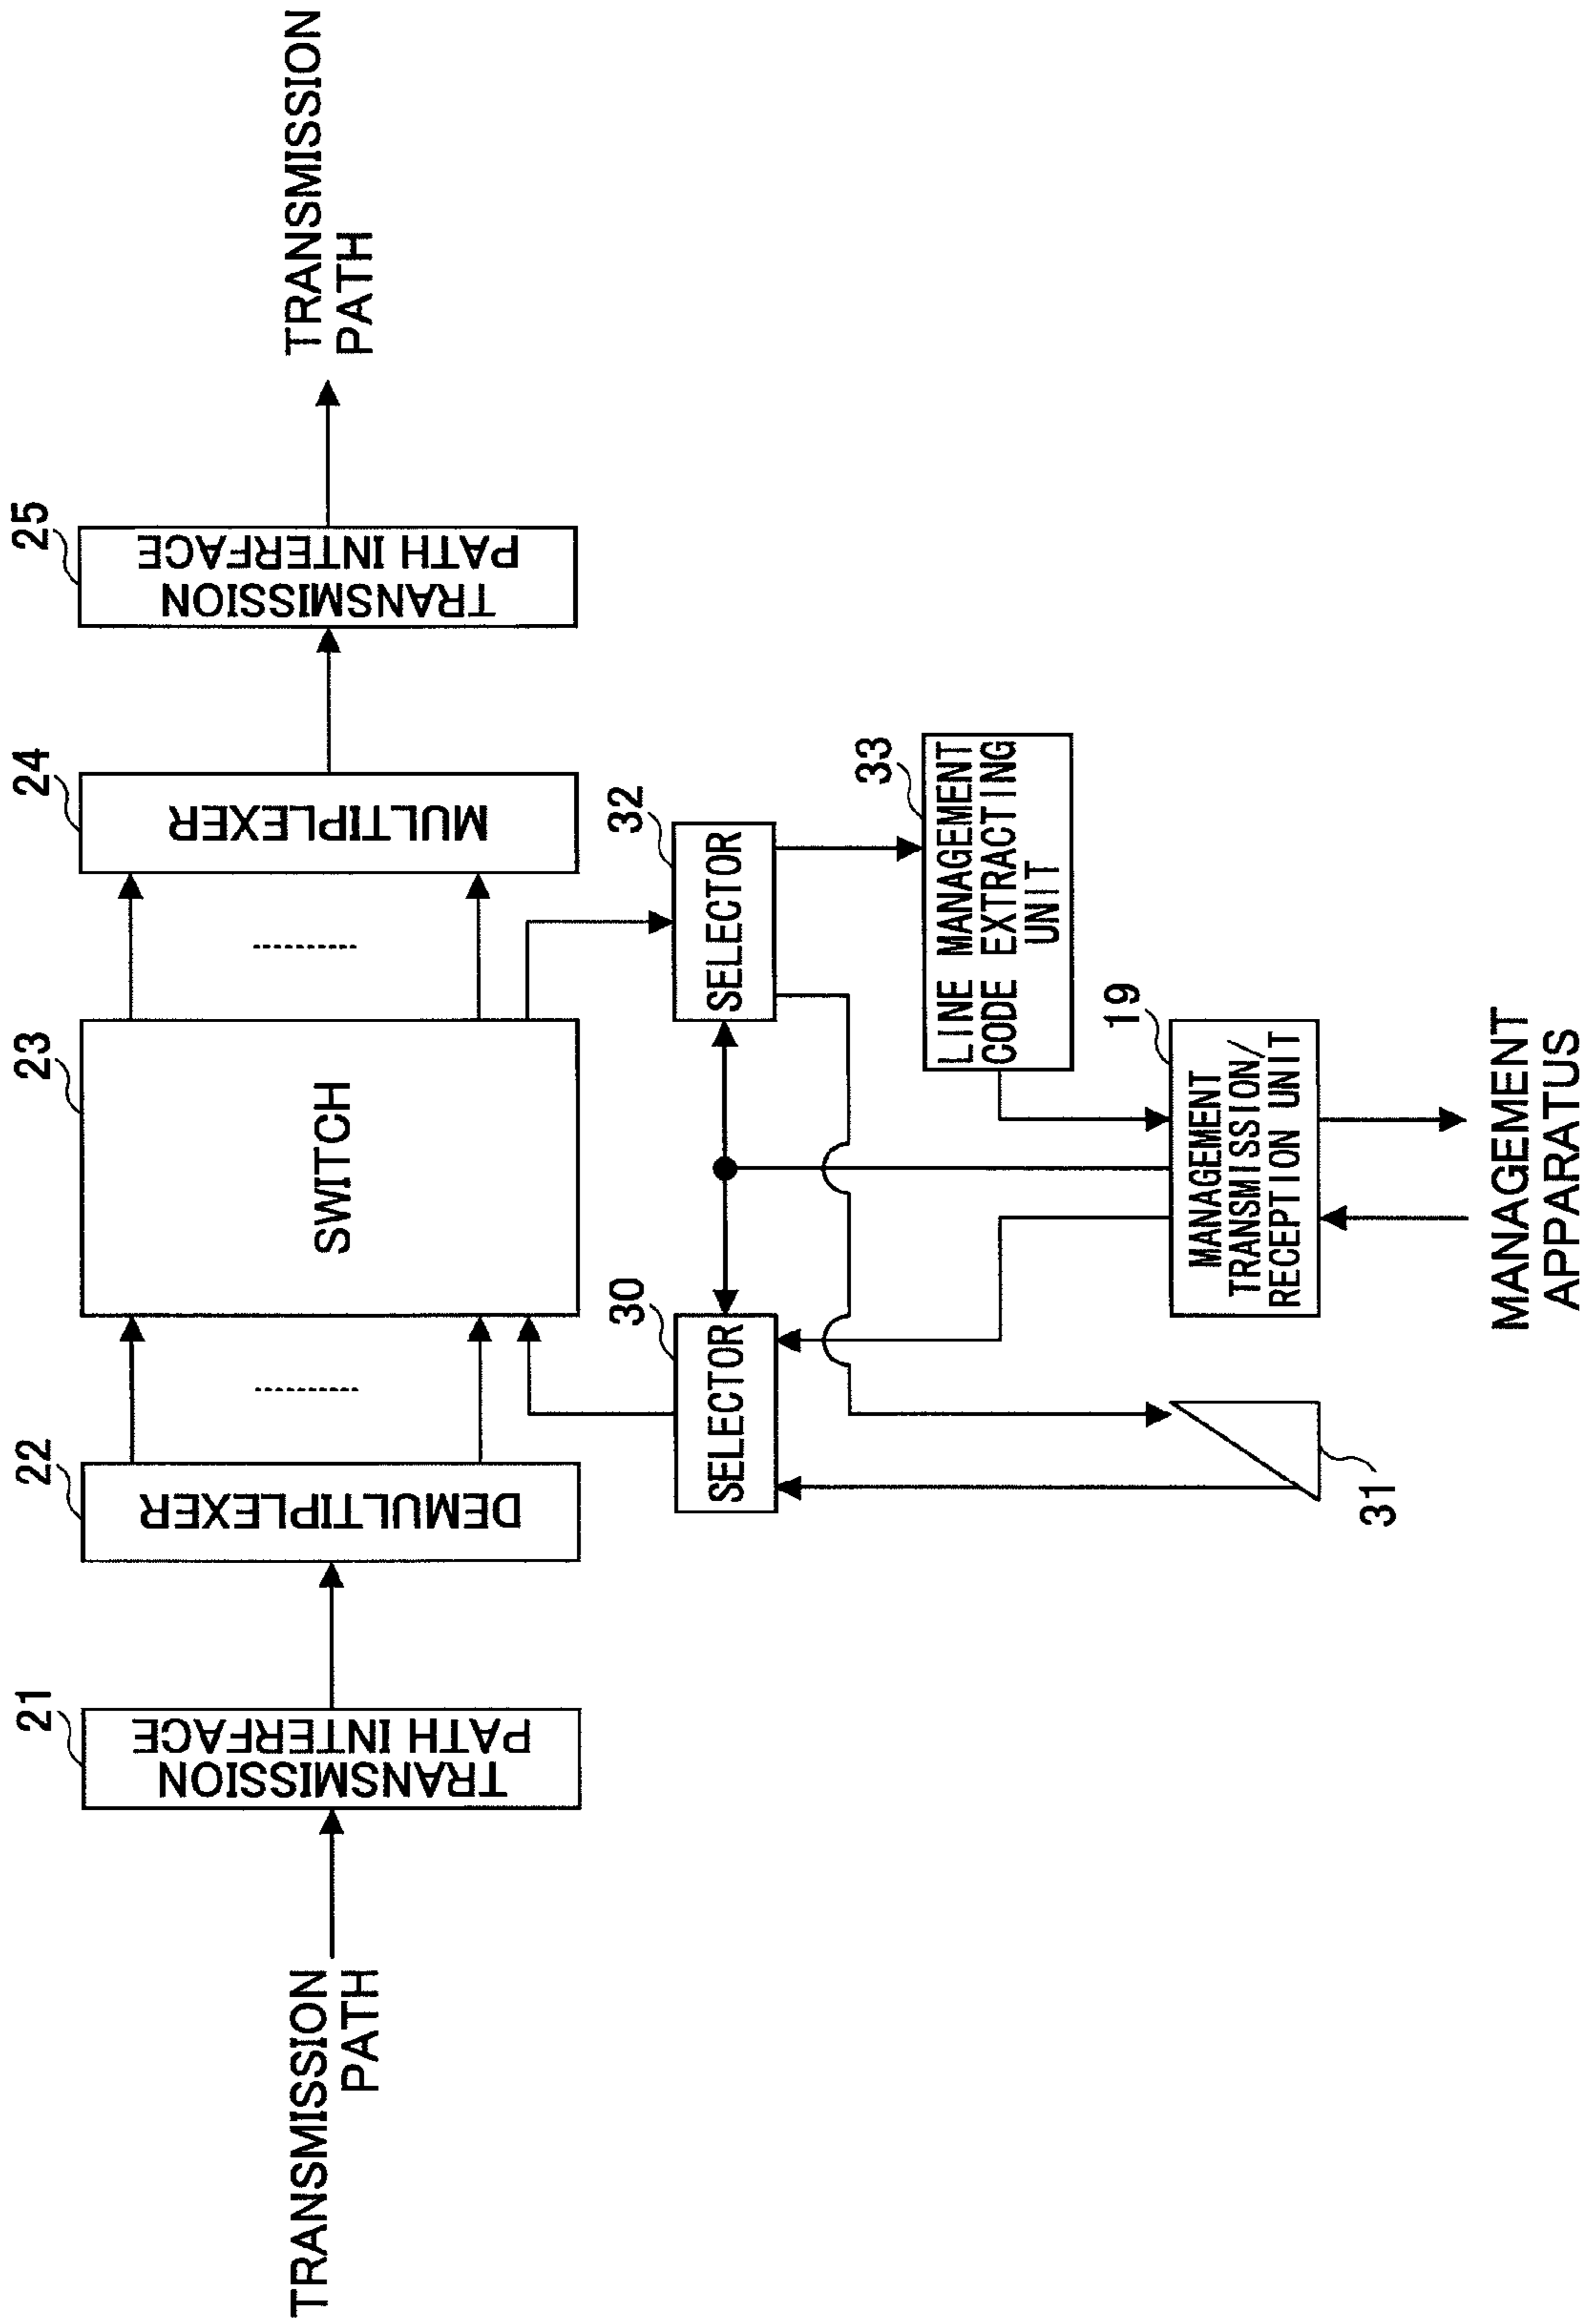 TRANSMISSION
PATH
21
TRANSMISSION
PATH INTERFACE
22
DEMULTIPLEXER
23
SWITCH
24
MULTIPLEXER
25
TRANSMISSION
PATH INTERFACE
TRANSMISSION
PATH
30
SELECTOR
32
SELECTOR
33
LINE MANAGEMENT
CODE EXTRACTING
UNIT
31
19
MANAGEMENT
TRANSMISSION/
RECEPTION UNIT
MANAGEMENT
APPARATUS